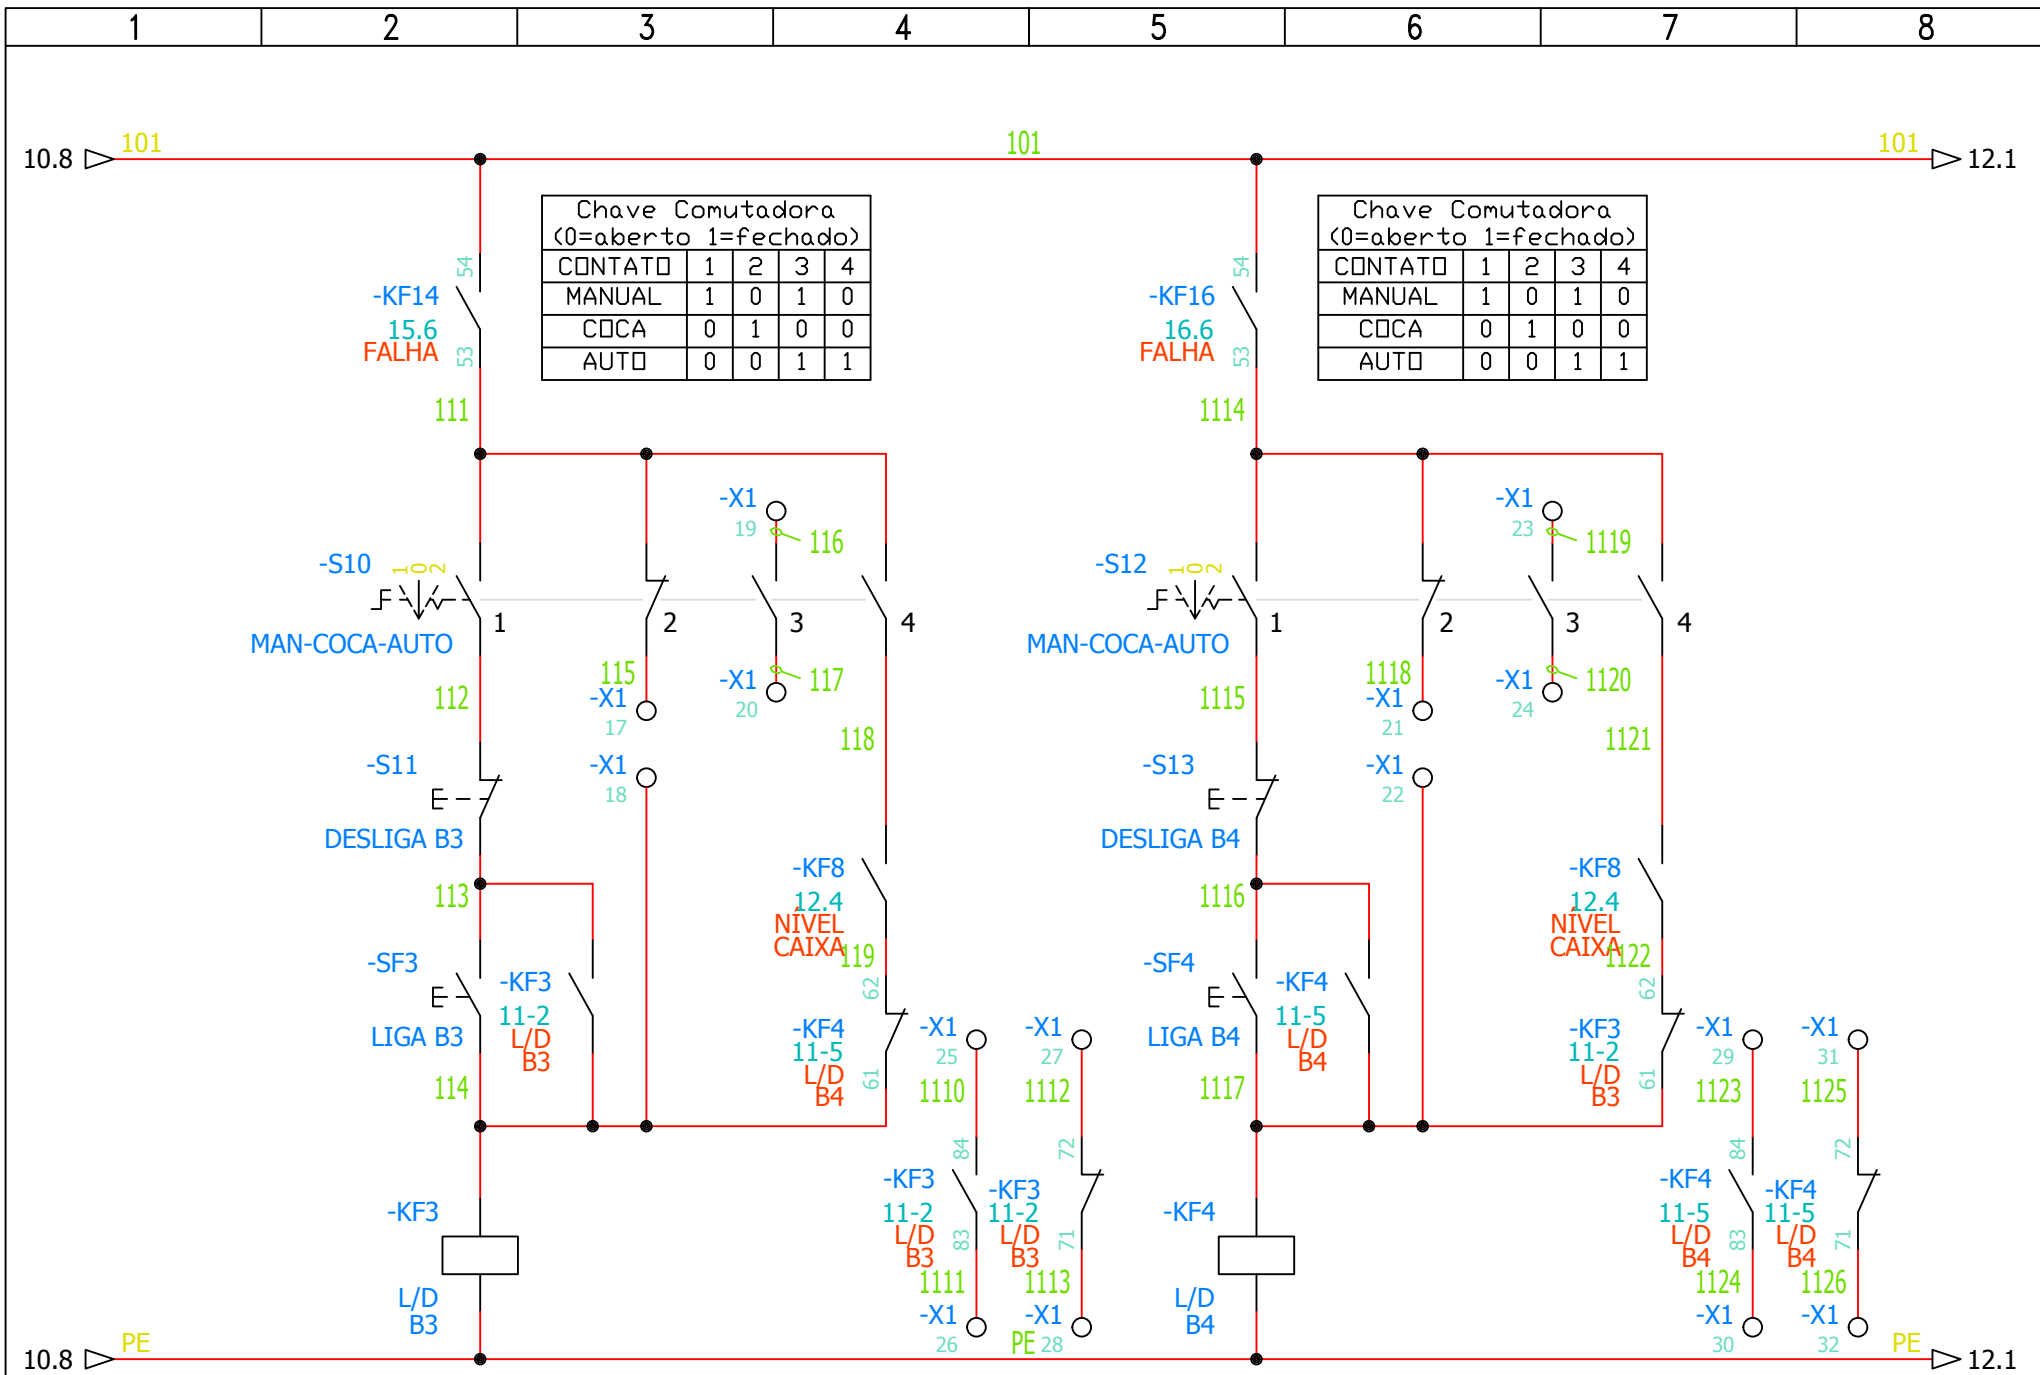 1 2 3 4 5 6 7 8
10.8 101 101 101 12.1
Chave Comutadora
(0=aberto 1=fechado)
CONTATO 1 2 3 4
MANUAL 1 0 1 0
COCA 0 1 0 0
AUTO 0 0 1 1
Chave Comutadora
(0=aberto 1=fechado)
CONTATO 1 2 3 4
MANUAL 1 0 1 0
COCA 0 1 0 0
AUTO 0 0 1 1
54
-KF14
15.6
FALHA
53
111
-S10
1 0 2
MAN-COCA-AUTO
1
2
3
4
112
115
-X1
17
-X1
18
-X1
19
116
-X1
20
117
118
-S11
DESLIGA B3
113
-SF3
LIGA B3
114
-KF3
11-2
L/D
B3
-KF8
12.4
NÍVEL
CAIXA
119
62
-KF4
11-5
L/D
B4
61
-X1
25
1110
84
-KF3
11-2
L/D
B3
83
1111
-X1
26
-X1
27
1112
72
-KF3
11-2
L/D
B3
71
1113
-X1
28
-KF3
L/D
B3
54
-KF16
16.6
FALHA
53
1114
-S12
1 0 2
MAN-COCA-AUTO
1
2
3
4
1115
1118
-X1
21
-X1
22
-X1
23
1119
-X1
24
1120
1121
-S13
DESLIGA B4
1116
-SF4
LIGA B4
1117
-KF4
11-5
L/D
B4
-KF8
12.4
NÍVEL
CAIXA
1122
62
-KF3
11-2
L/D
B3
61
-X1
29
1123
84
-KF4
11-5
L/D
B4
83
1124
-X1
30
-X1
31
1125
72
-KF4
11-5
L/D
B4
71
1126
-X1
32
-KF4
L/D
B4
10.8 PE PE PE 12.1